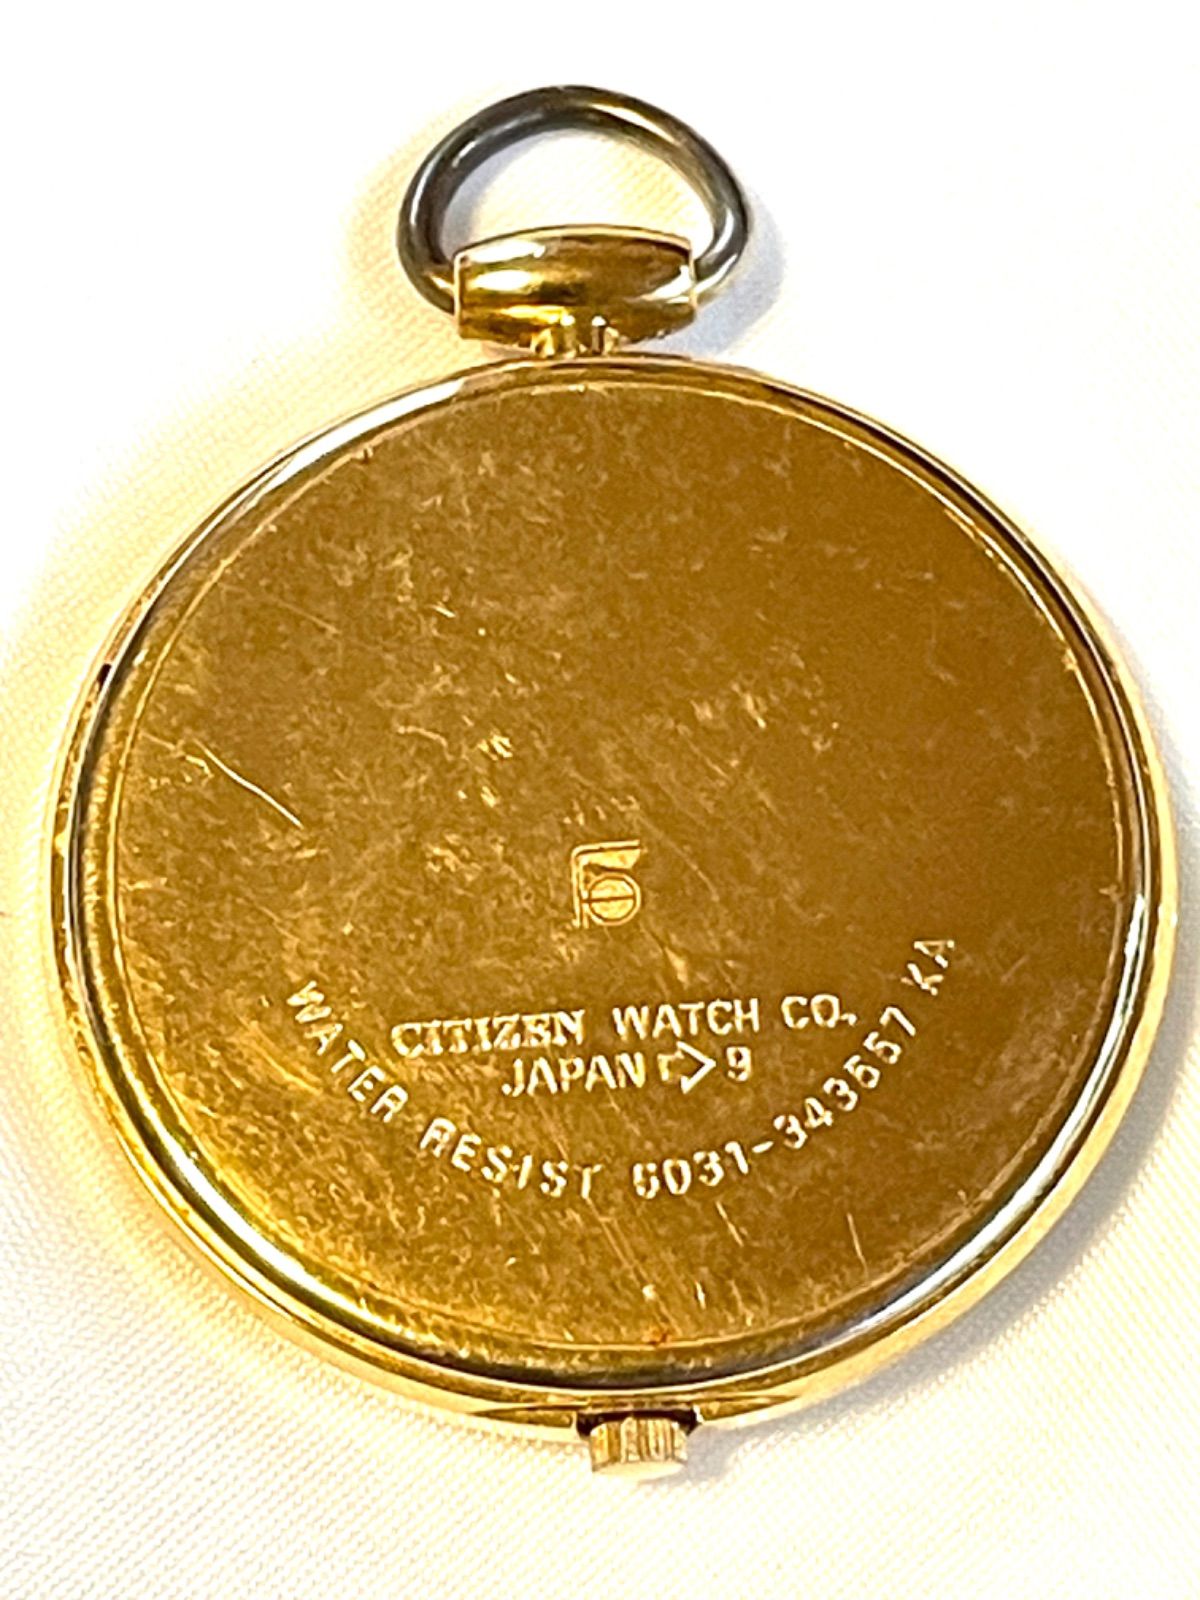 CITIZEN WATCH CO.
JAPAN 9
WATER RESIST 6031-343557 KA